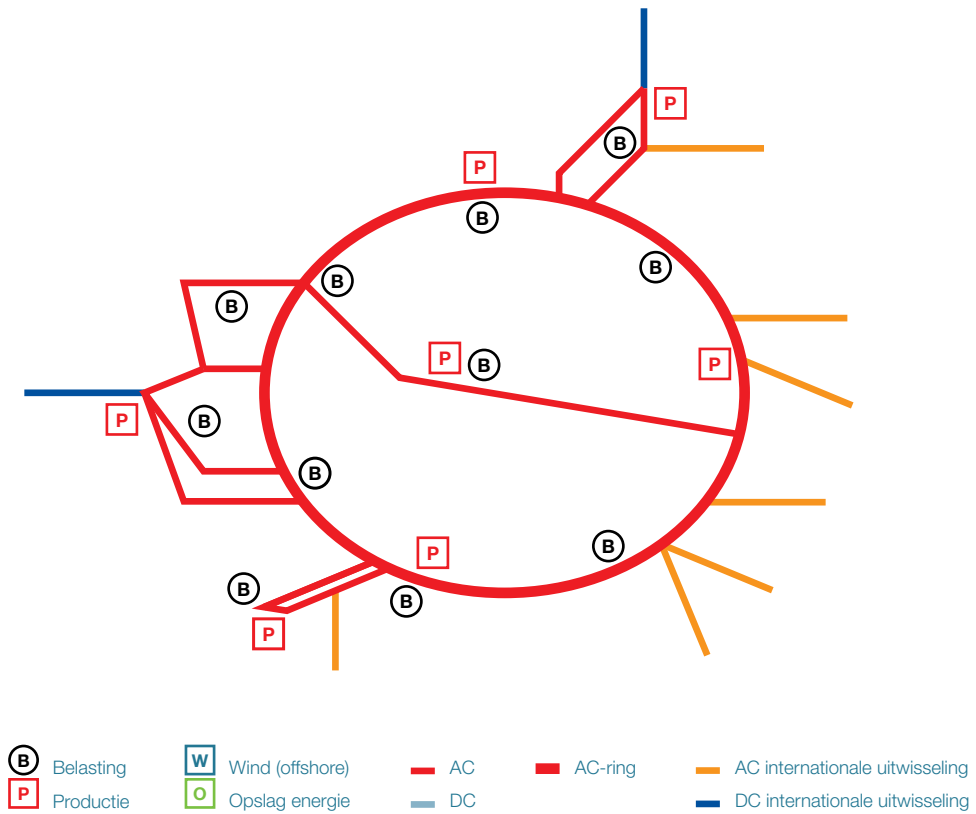 P
B
P
B
B
B
B
P
B
P
P
B
B
P
B
B
B
P
B Belasting
P Productie
W Wind (offshore)
O Opslag energie
AC
DC
AC-ring
AC internationale uitwisseling
DC internationale uitwisseling